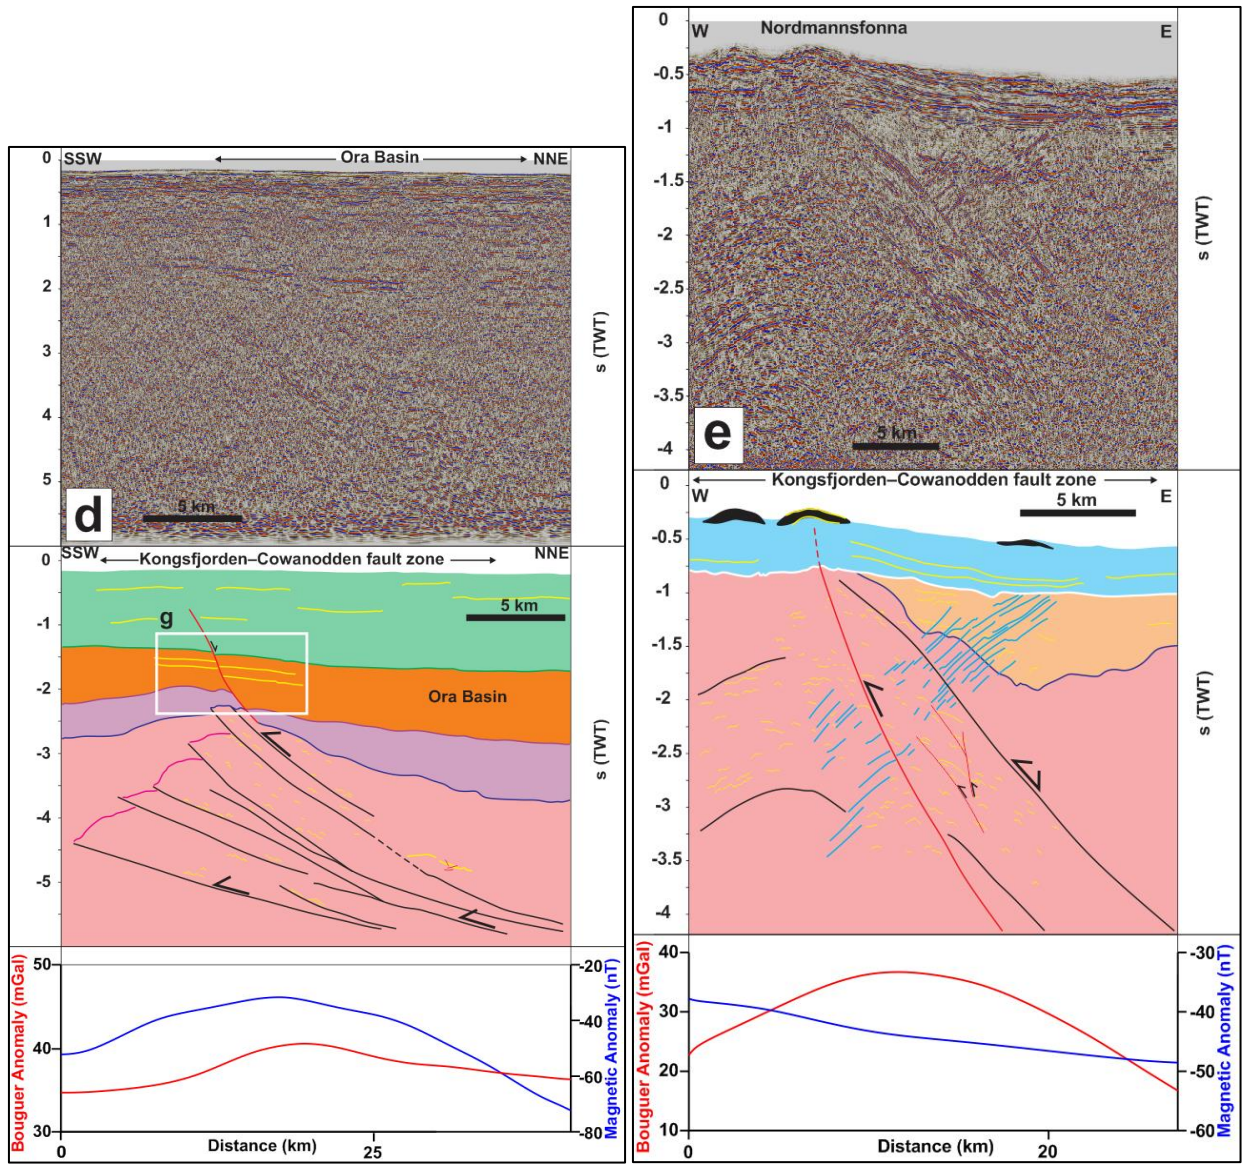 0
SSW
Ora Basin
NNE
1
2
3
4
5
s (TWT)
d
5 km
0
SSW
Kongsfjorden–Cowanodden fault zone
NNE
5 km
g
-1
-2
-3
-4
-5
Ora Basin
s (TWT)
50
40
30
Bouguer Anomaly (mGal)
-20
-40
-60
-80
Magnetic Anomaly (nT)
0
Distance (km)
25
0
W
Nordmannsfonna
E
-0.5
-1
-1.5
-2
-2.5
-3
-3.5
-4
s (TWT)
e
5 km
0
W
Kongsfjorden–Cowanodden fault zone
E
5 km
-0.5
-1
-1.5
-2
-2.5
-3
-3.5
-4
s (TWT)
40
30
20
10
Bouguer Anomaly (mGal)
-30
-40
-50
-60
Magnetic Anomaly (nT)
0
Distance (km)
20